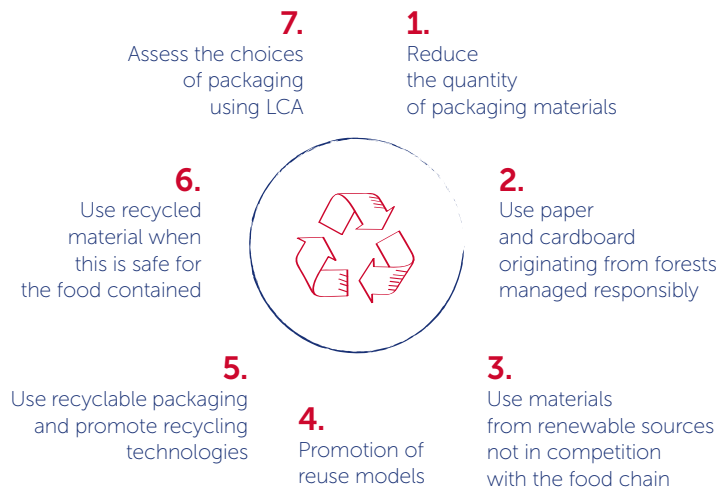 1.
Reduce
the quantity
of packaging materials
2.
Use paper
and cardboard
originating from forests
managed responsibly
3.
Use materials
from renewable sources
not in competition
with the food chain
4.
Promotion of
reuse models
5.
Use recyclable packaging
and promote recycling
technologies
6.
Use recycled
material when
this is safe for
the food contained
7.
Assess the choices
of packaging
using LCA